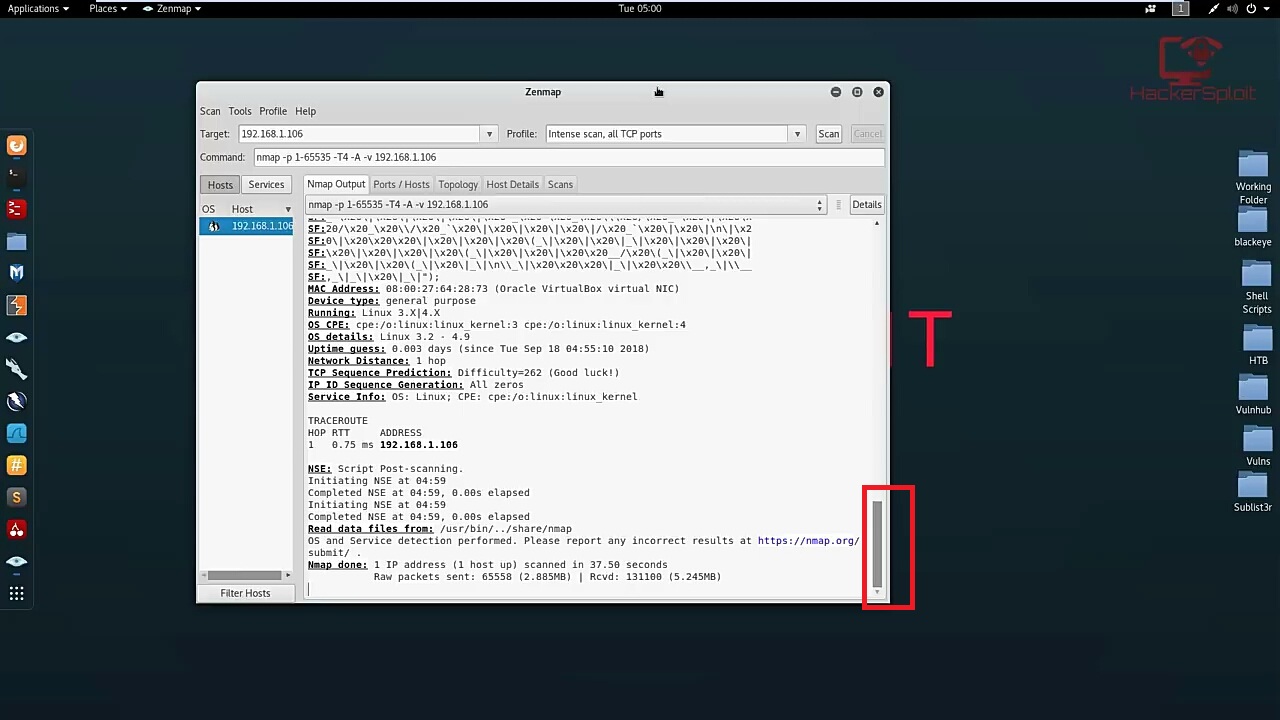 Applications Places Zenmap Tue 05:00 1
HackerSploit
Zenmap
Scan Tools Profile Help
Target: 192.168.1.106 Profile: Intense scan, all TCP ports Scan Cancel
Command: nmap -p 1-65535 -T4 -A -v 192.168.1.106
Hosts Services Nmap Output Ports / Hosts Topology Host Details Scans
OS Host nmap -p 1-65535 -T4 -A -v 192.168.1.106 Details
192.168.1.106
SF:20/\x20_\x20\\/\x20_`\x20\|\x20\|\x20\|/\x20_`\x20\|\x20\|\x20\|\n\|\x2
SF:0\|\x20\x20\x20\|\x20\|\x20\|\x20\(_\|\x20\|\x20\|_\|\x20\|\x20\|\x20\|
SF:\x20\|\x20\|\x20\|\x20\(_\|\x20\|\x20\|\x20\x20__/\x20\(_\|\x20\|\x20\|
SF:_\|\x20\|\x20\(_\|\x20\|_\|\n\\_\|\x20\x20\x20\|_\|\x20\x20\\__,_\|\\__
SF:,_\|_\|\x20\|_\|");
MAC Address: 08:00:27:64:28:73 (Oracle VirtualBox virtual NIC)
Device type: general purpose
Running: Linux 3.X|4.X
OS CPE: cpe:/o:linux:linux_kernel:3 cpe:/o:linux:linux_kernel:4
OS details: Linux 3.2 - 4.9
Uptime guess: 0.003 days (since Tue Sep 18 04:55:10 2018)
Network Distance: 1 hop
TCP Sequence Prediction: Difficulty=262 (Good luck!)
IP ID Sequence Generation: All zeros
Service Info: OS: Linux; CPE: cpe:/o:linux:linux_kernel
TRACEROUTE
HOP RTT ADDRESS
1 0.75 ms 192.168.1.106
NSE: Script Post-scanning.
Initiating NSE at 04:59
Completed NSE at 04:59, 0.00s elapsed
Initiating NSE at 04:59
Completed NSE at 04:59, 0.00s elapsed
Read data files from: /usr/bin/../share/nmap
OS and Service detection performed. Please report any incorrect results at https://nmap.org/
submit/ .
Nmap done: 1 IP address (1 host up) scanned in 37.50 seconds
Raw packets sent: 65558 (2.885MB) | Rcvd: 131100 (5.245MB)
Filter Hosts
T
Working
Folder
blackeye
Shell
Scripts
HTB
Vulnhub
Vulns
Sublist3r